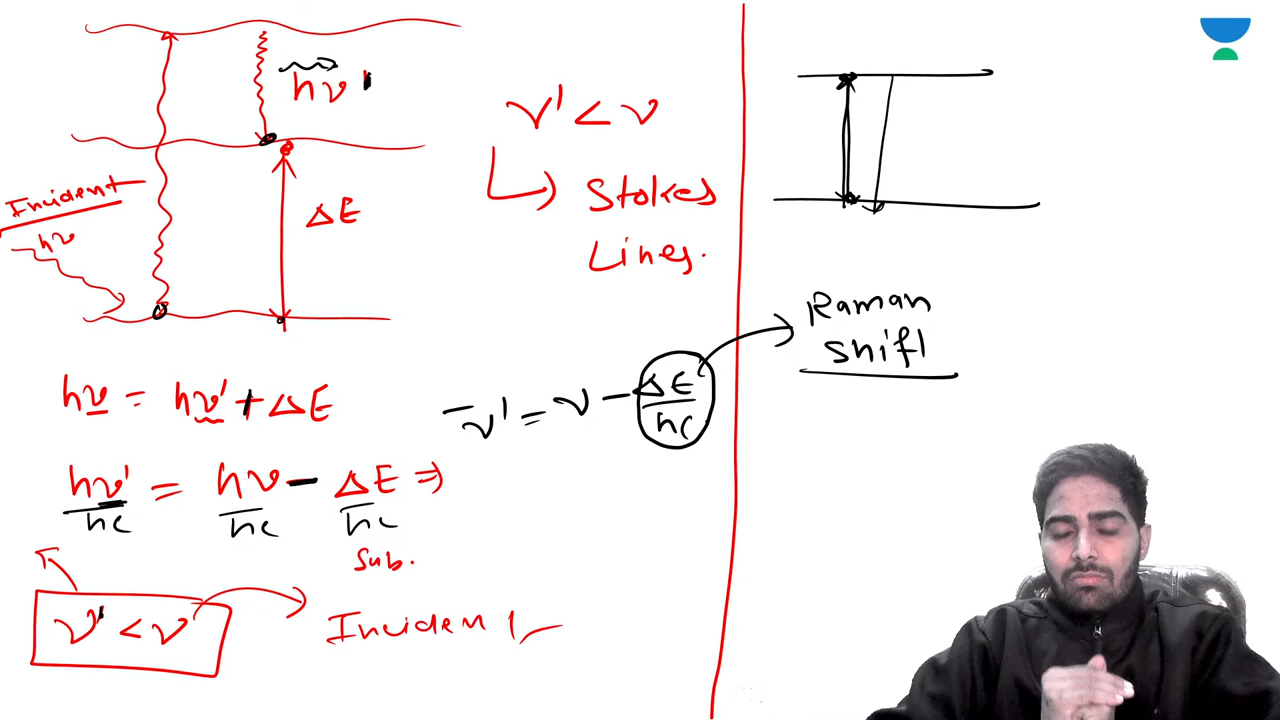 hν'
Incident
hν
ΔE
ν' < ν
Stokes
Lines.
Raman
Shift
hν = hν' + ΔE
ν̄' = ν - ΔE/hc
hν'/hc = hν/hc - ΔE/hc ⇒
Sub.
ν' < ν
Incident